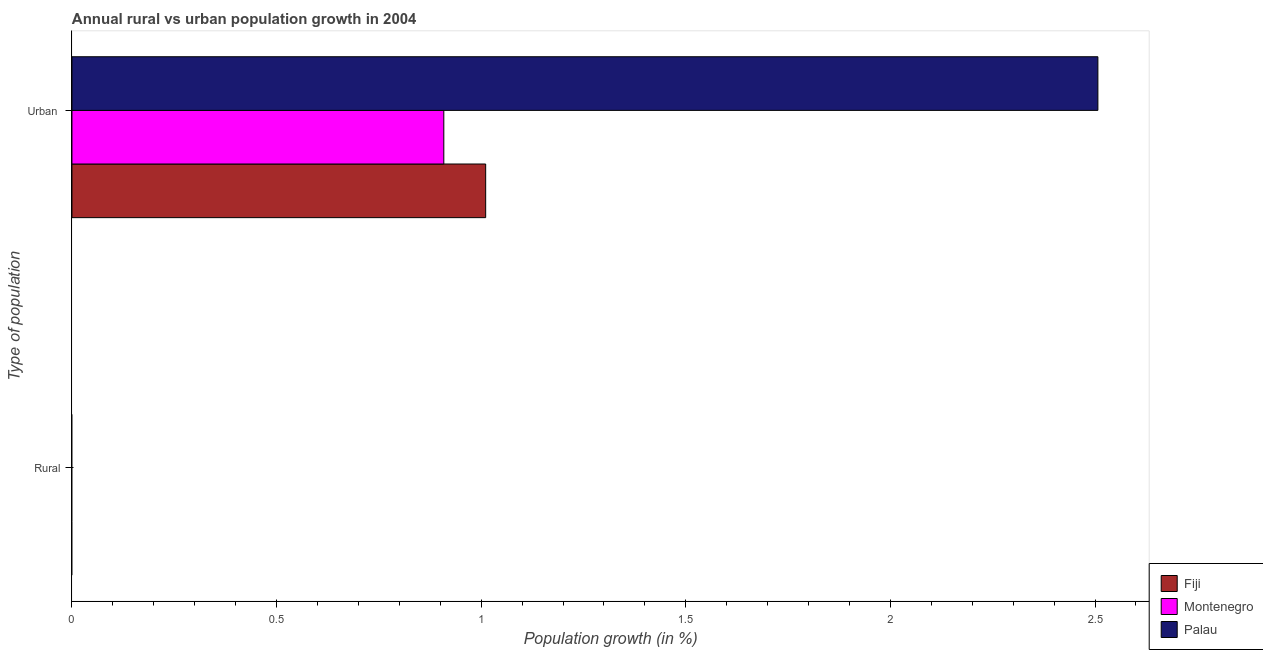 Annual rural vs urban population growth in 2004
Type of population
Urban
Rural
0
0.5
1
1.5
2
2.5
Population growth (in %)
Fiji
Montenegro
Palau